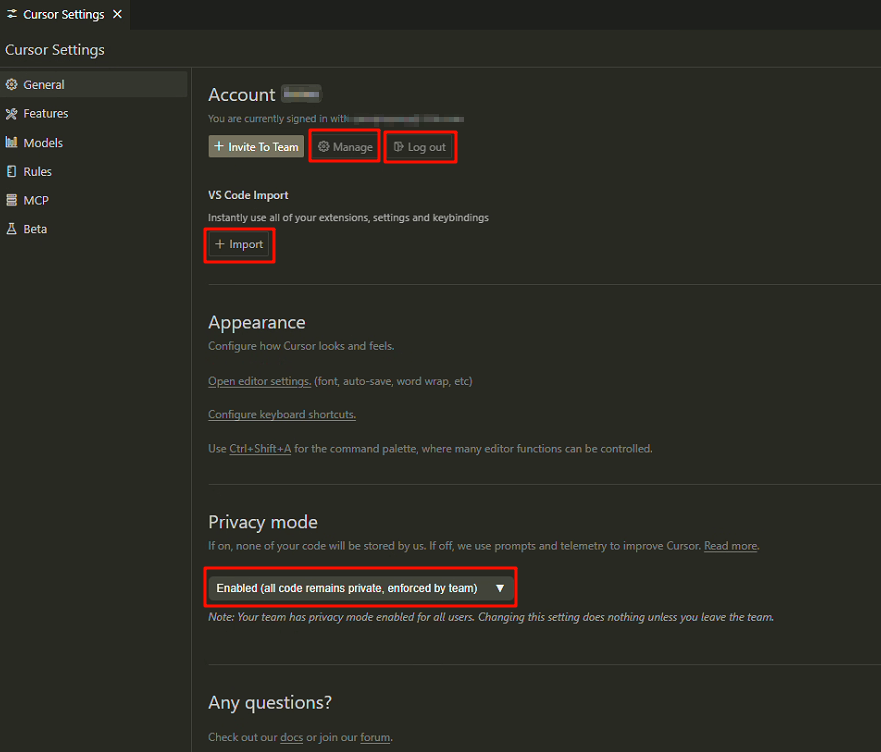 Cursor Settings
Cursor Settings
General
Features
Models
Rules
MCP
Beta
Account
You are currently signed in with
+ Invite To Team
Manage
Log out
VS Code Import
Instantly use all of your extensions, settings and keybindings
+ Import
Appearance
Configure how Cursor looks and feels.
Open editor settings. (font, auto-save, word wrap, etc)
Configure keyboard shortcuts.
Use Ctrl+Shift+A for the command palette, where many editor functions can be controlled.
Privacy mode
If on, none of your code will be stored by us. If off, we use prompts and telemetry to improve Cursor. Read more.
Enabled (all code remains private, enforced by team)
Note: Your team has privacy mode enabled for all users. Changing this setting does nothing unless you leave the team.
Any questions?
Check out our docs or join our forum.